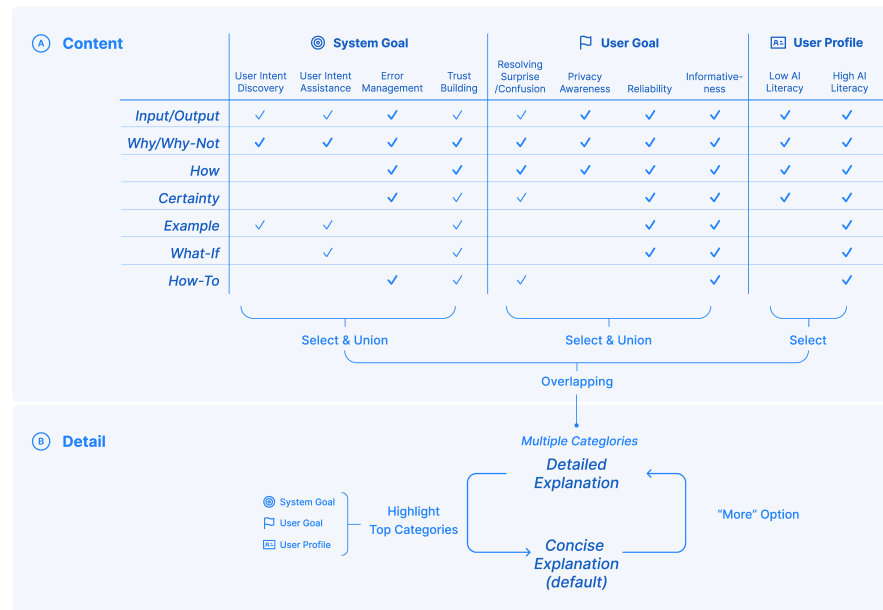 A Content
System Goal
User Goal
User Profile
User Intent
Discovery
User Intent
Assistance
Error
Management
Trust
Building
Resolving
Surprise
/Confusion
Privacy
Awareness
Reliability
Informative-
ness
Low AI
Literacy
High AI
Literacy
Input/Output ✓ ✓ ✓ ✓ ✓ ✓ ✓ ✓ ✓ ✓
Why/Why-Not ✓ ✓ ✓ ✓ ✓ ✓ ✓ ✓ ✓ ✓
How ✓ ✓ ✓ ✓ ✓ ✓ ✓ ✓
Certainty ✓ ✓ ✓ ✓ ✓ ✓ ✓
Example ✓ ✓ ✓ ✓ ✓ ✓
What-If ✓ ✓ ✓ ✓ ✓
How-To ✓ ✓ ✓ ✓ ✓
Select & Union
Select & Union
Select
Overlapping
B Detail
Multiple Categlories
Detailed
Explanation
System Goal
User Goal
User Profile
Highlight
Top Categories
"More" Option
Concise
Explanation
(default)